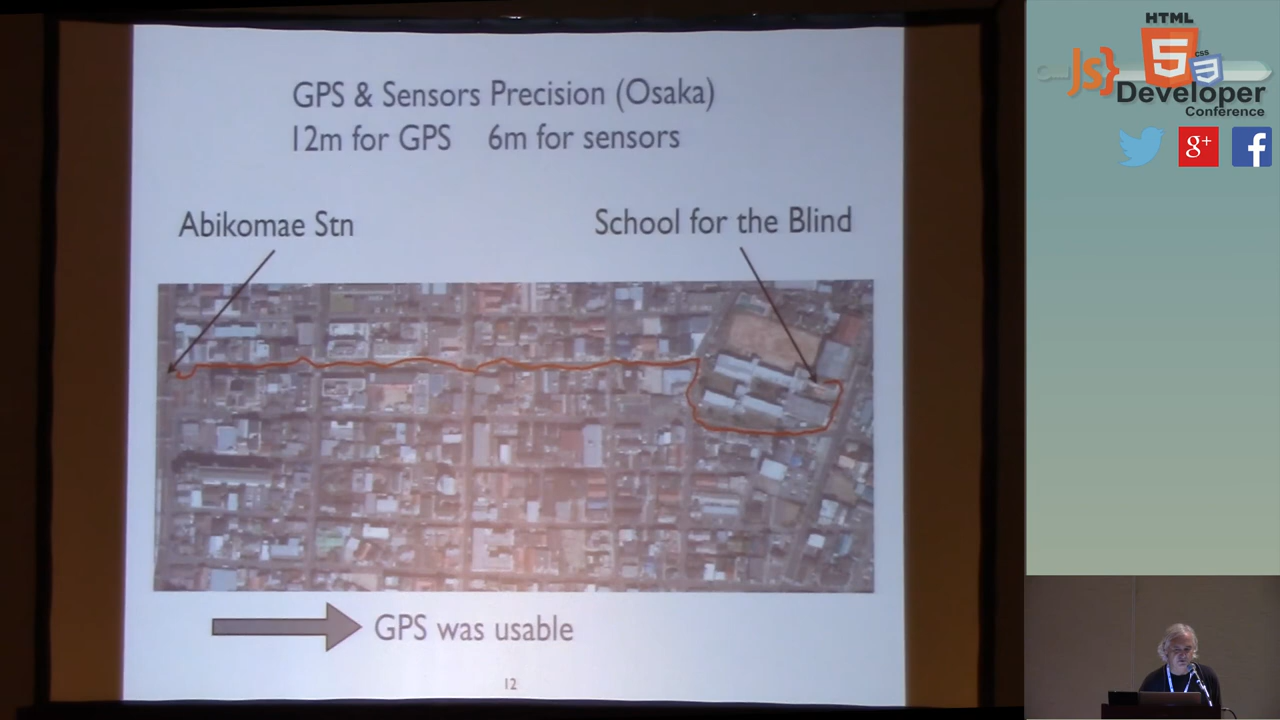 GPS & Sensors Precision (Osaka)
12m for GPS 6m for sensors
Abikomae Stn
School for the Blind
GPS was usable
12
HTML
JS}
5
CSS
3
Developer
Conference
g+
f